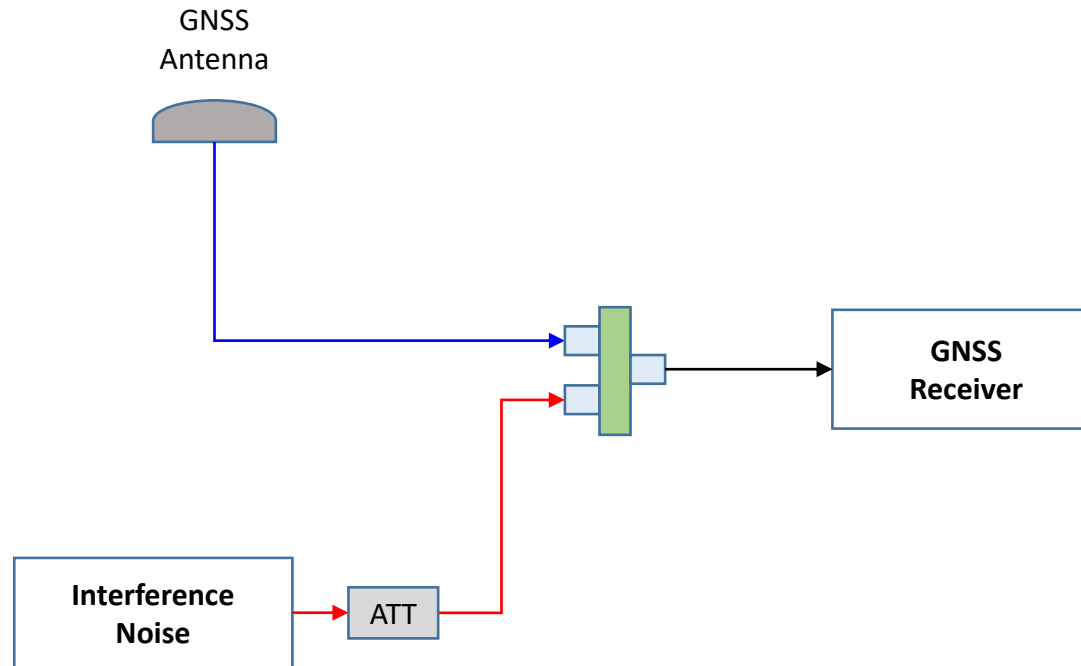 GNSS
Antenna
GNSS
Receiver
Interference
Noise
ATT